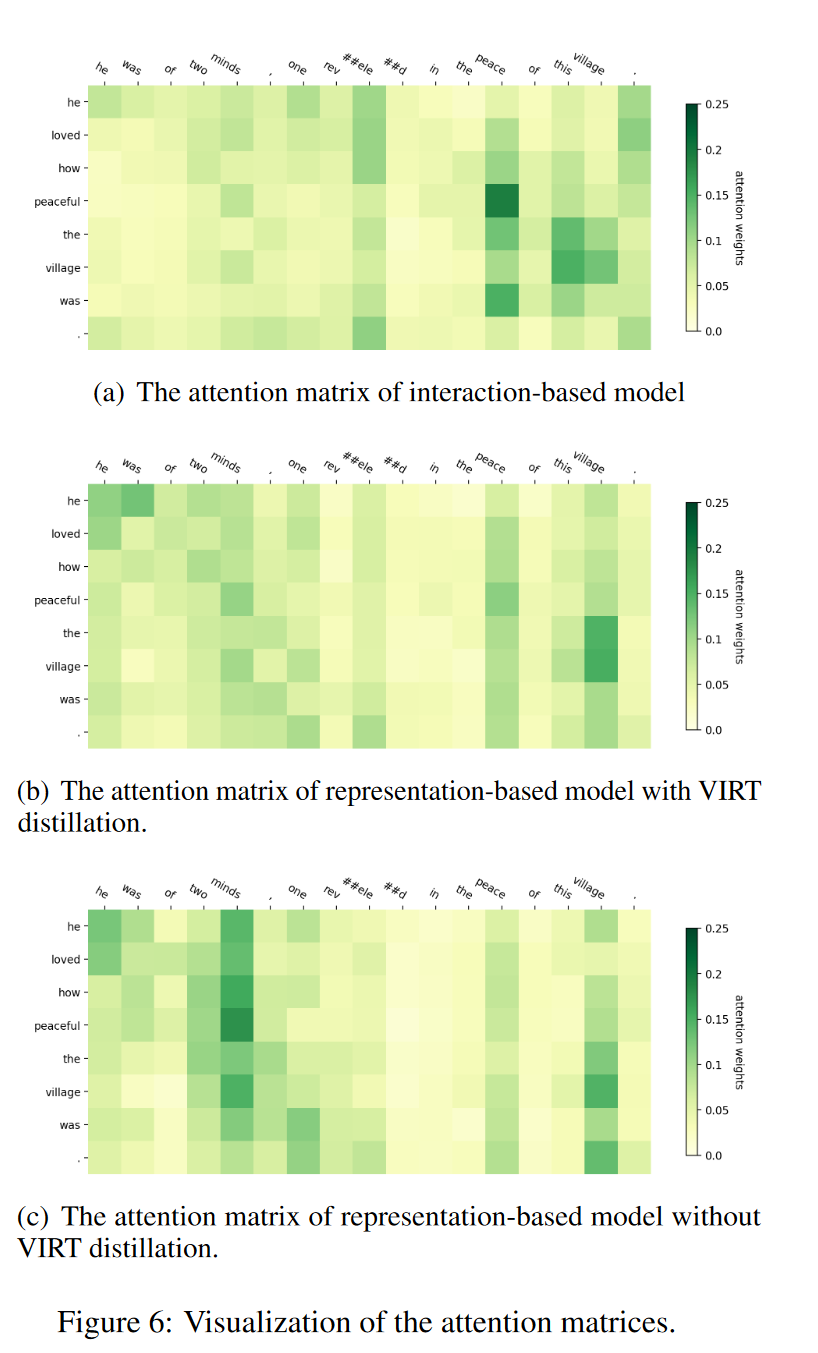 he was of two minds , one rev ##ele ##d in the peace of this village .
he
loved
how
peaceful
the
village
was
.
0.25
0.2
0.15
0.1
0.05
0.0
attention weights
(a) The attention matrix of interaction-based model
he was of two minds , one rev ##ele ##d in the peace of this village .
he
loved
how
peaceful
the
village
was
.
0.25
0.2
0.15
0.1
0.05
0.0
attention weights
(b) The attention matrix of representation-based model with VIRT
distillation.
he was of two minds , one rev ##ele ##d in the peace of this village .
he
loved
how
peaceful
the
village
was
.
0.25
0.2
0.15
0.1
0.05
0.0
attention weights
(c) The attention matrix of representation-based model without
VIRT distillation.
Figure 6: Visualization of the attention matrices.